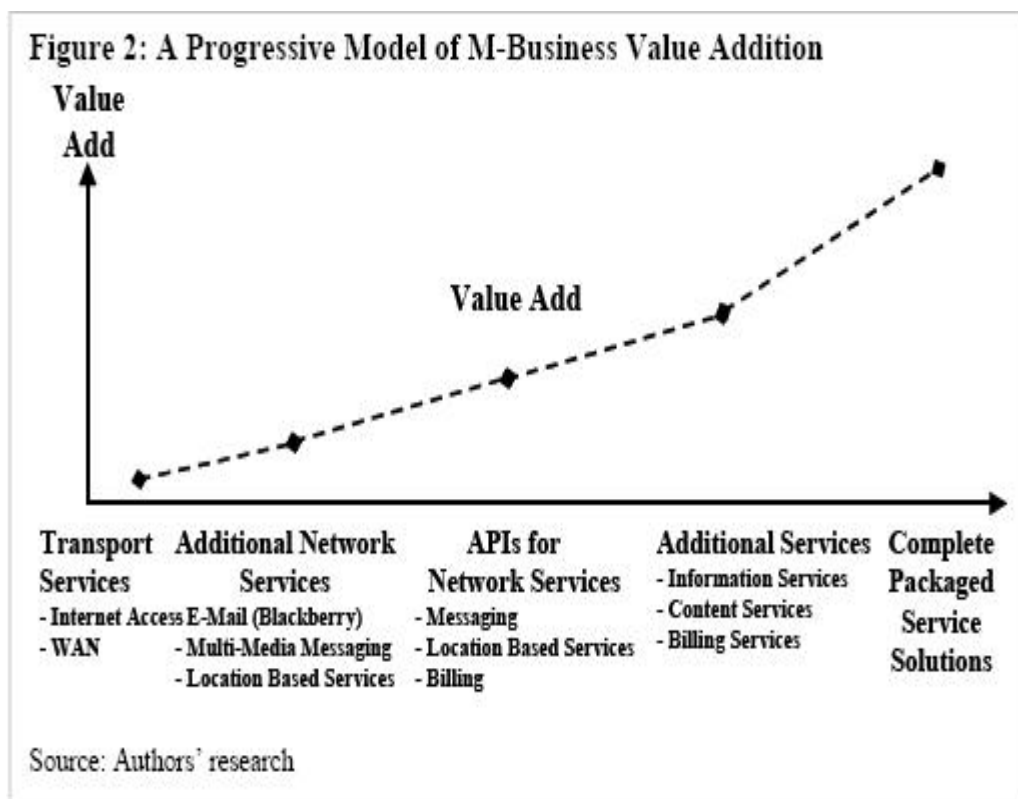 Figure 2: A Progressive Model of M-Business Value Addition
Value
Add
Value Add
Transport
Services
- Internet Access
- WAN
Additional Network
Services
E-Mail (Blackberry)
- Multi-Media Messaging
- Location Based Services
APIs for
Network Services
- Messaging
- Location Based Services
- Billing
Additional Services
- Information Services
- Content Services
- Billing Services
Complete
Packaged
Service
Solutions
Source: Authors' research